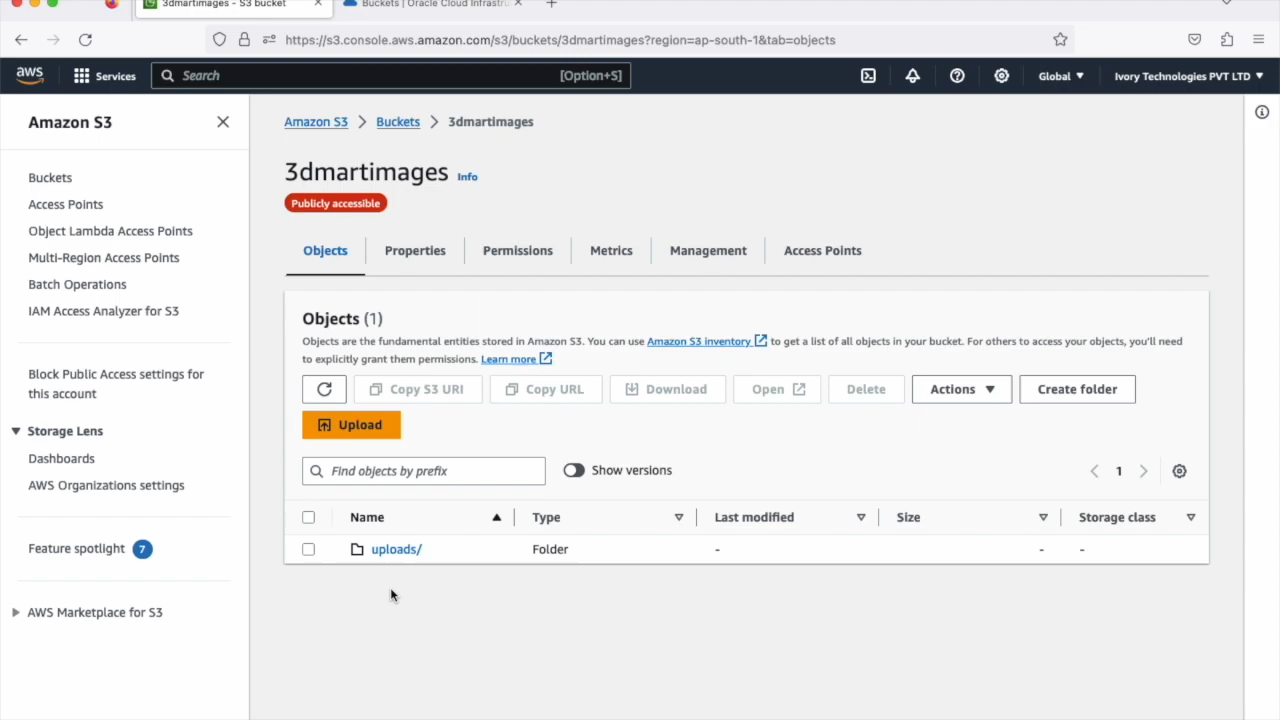 3dmartimages - S3 bucket
Buckets | Oracle Cloud Infrastru
https://s3.console.aws.amazon.com/s3/buckets/3dmartimages?region=ap-south-1&tab=objects
aws
Services
Search
[Option+S]
Global
Ivory Technologies PVT LTD
Amazon S3
Buckets
Access Points
Object Lambda Access Points
Multi-Region Access Points
Batch Operations
IAM Access Analyzer for S3
Block Public Access settings for
this account
Storage Lens
Dashboards
AWS Organizations settings
Feature spotlight 7
AWS Marketplace for S3
Amazon S3 > Buckets > 3dmartimages
3dmartimages Info
Publicly accessible
Objects Properties Permissions Metrics Management Access Points
Objects (1)
Objects are the fundamental entities stored in Amazon S3. You can use Amazon S3 inventory to get a list of all objects in your bucket. For others to access your objects, you'll need
to explicitly grant them permissions. Learn more
Copy S3 URI Copy URL Download Open Delete Actions Create folder
Upload
Find objects by prefix Show versions 1
Name Type Last modified Size Storage class
uploads/ Folder - - -